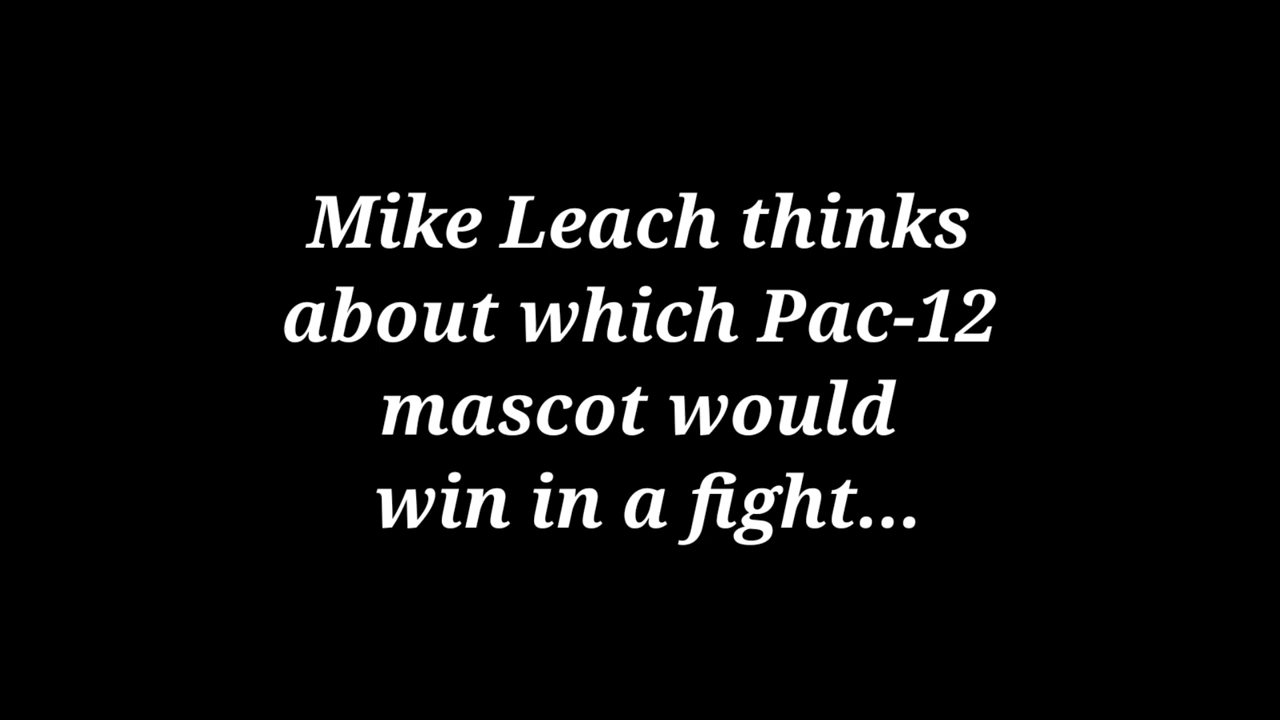 Mike Leach thinks
about which Pac-12
mascot would
win in a fight...